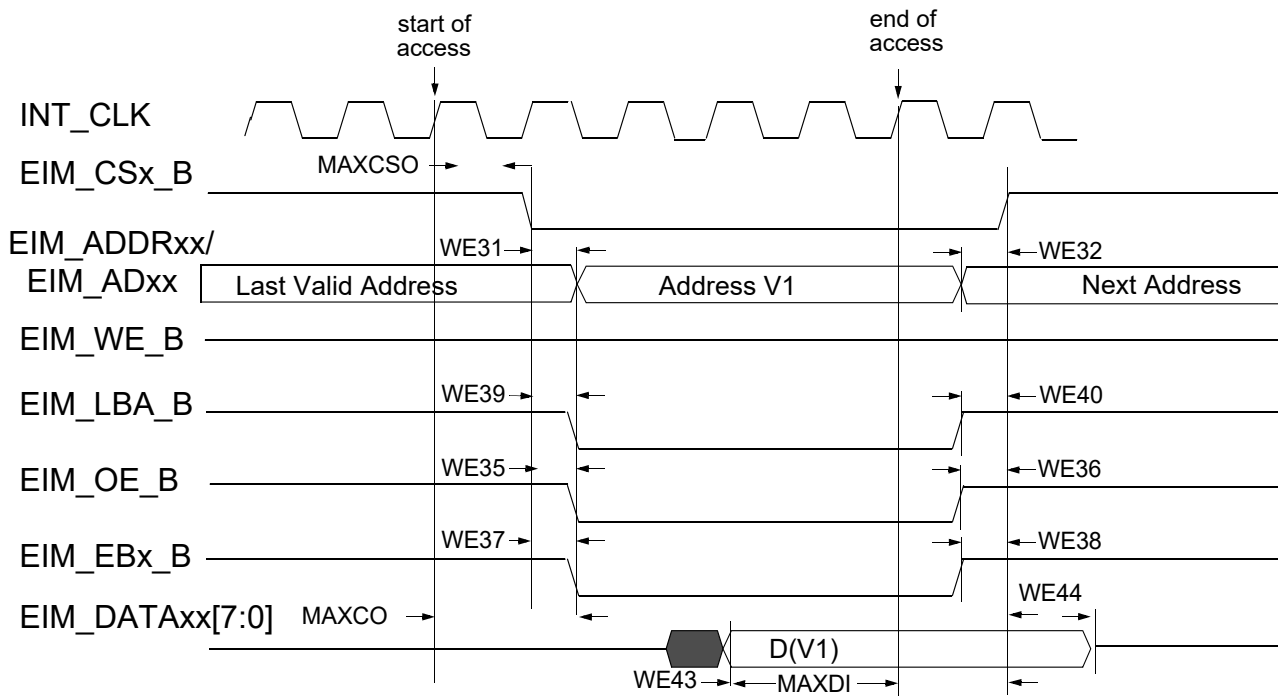 start of
access
end of
access
INT_CLK
MAXCSO
EIM_CSx_B
EIM_ADDRxx/
EIM_ADxx
WE31
WE32
Last Valid Address
Address V1
Next Address
EIM_WE_B
WE39
WE40
EIM_LBA_B
WE35
WE36
EIM_OE_B
WE37
WE38
EIM_EBx_B
WE44
EIM_DATAxx[7:0]
MAXCO
D(V1)
WE43
MAXDI